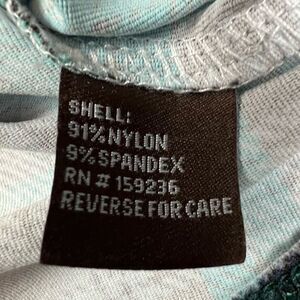 SHELL:
91% NYLON
9% SPANDEX
RN # 159236
REVERSE FOR CARE